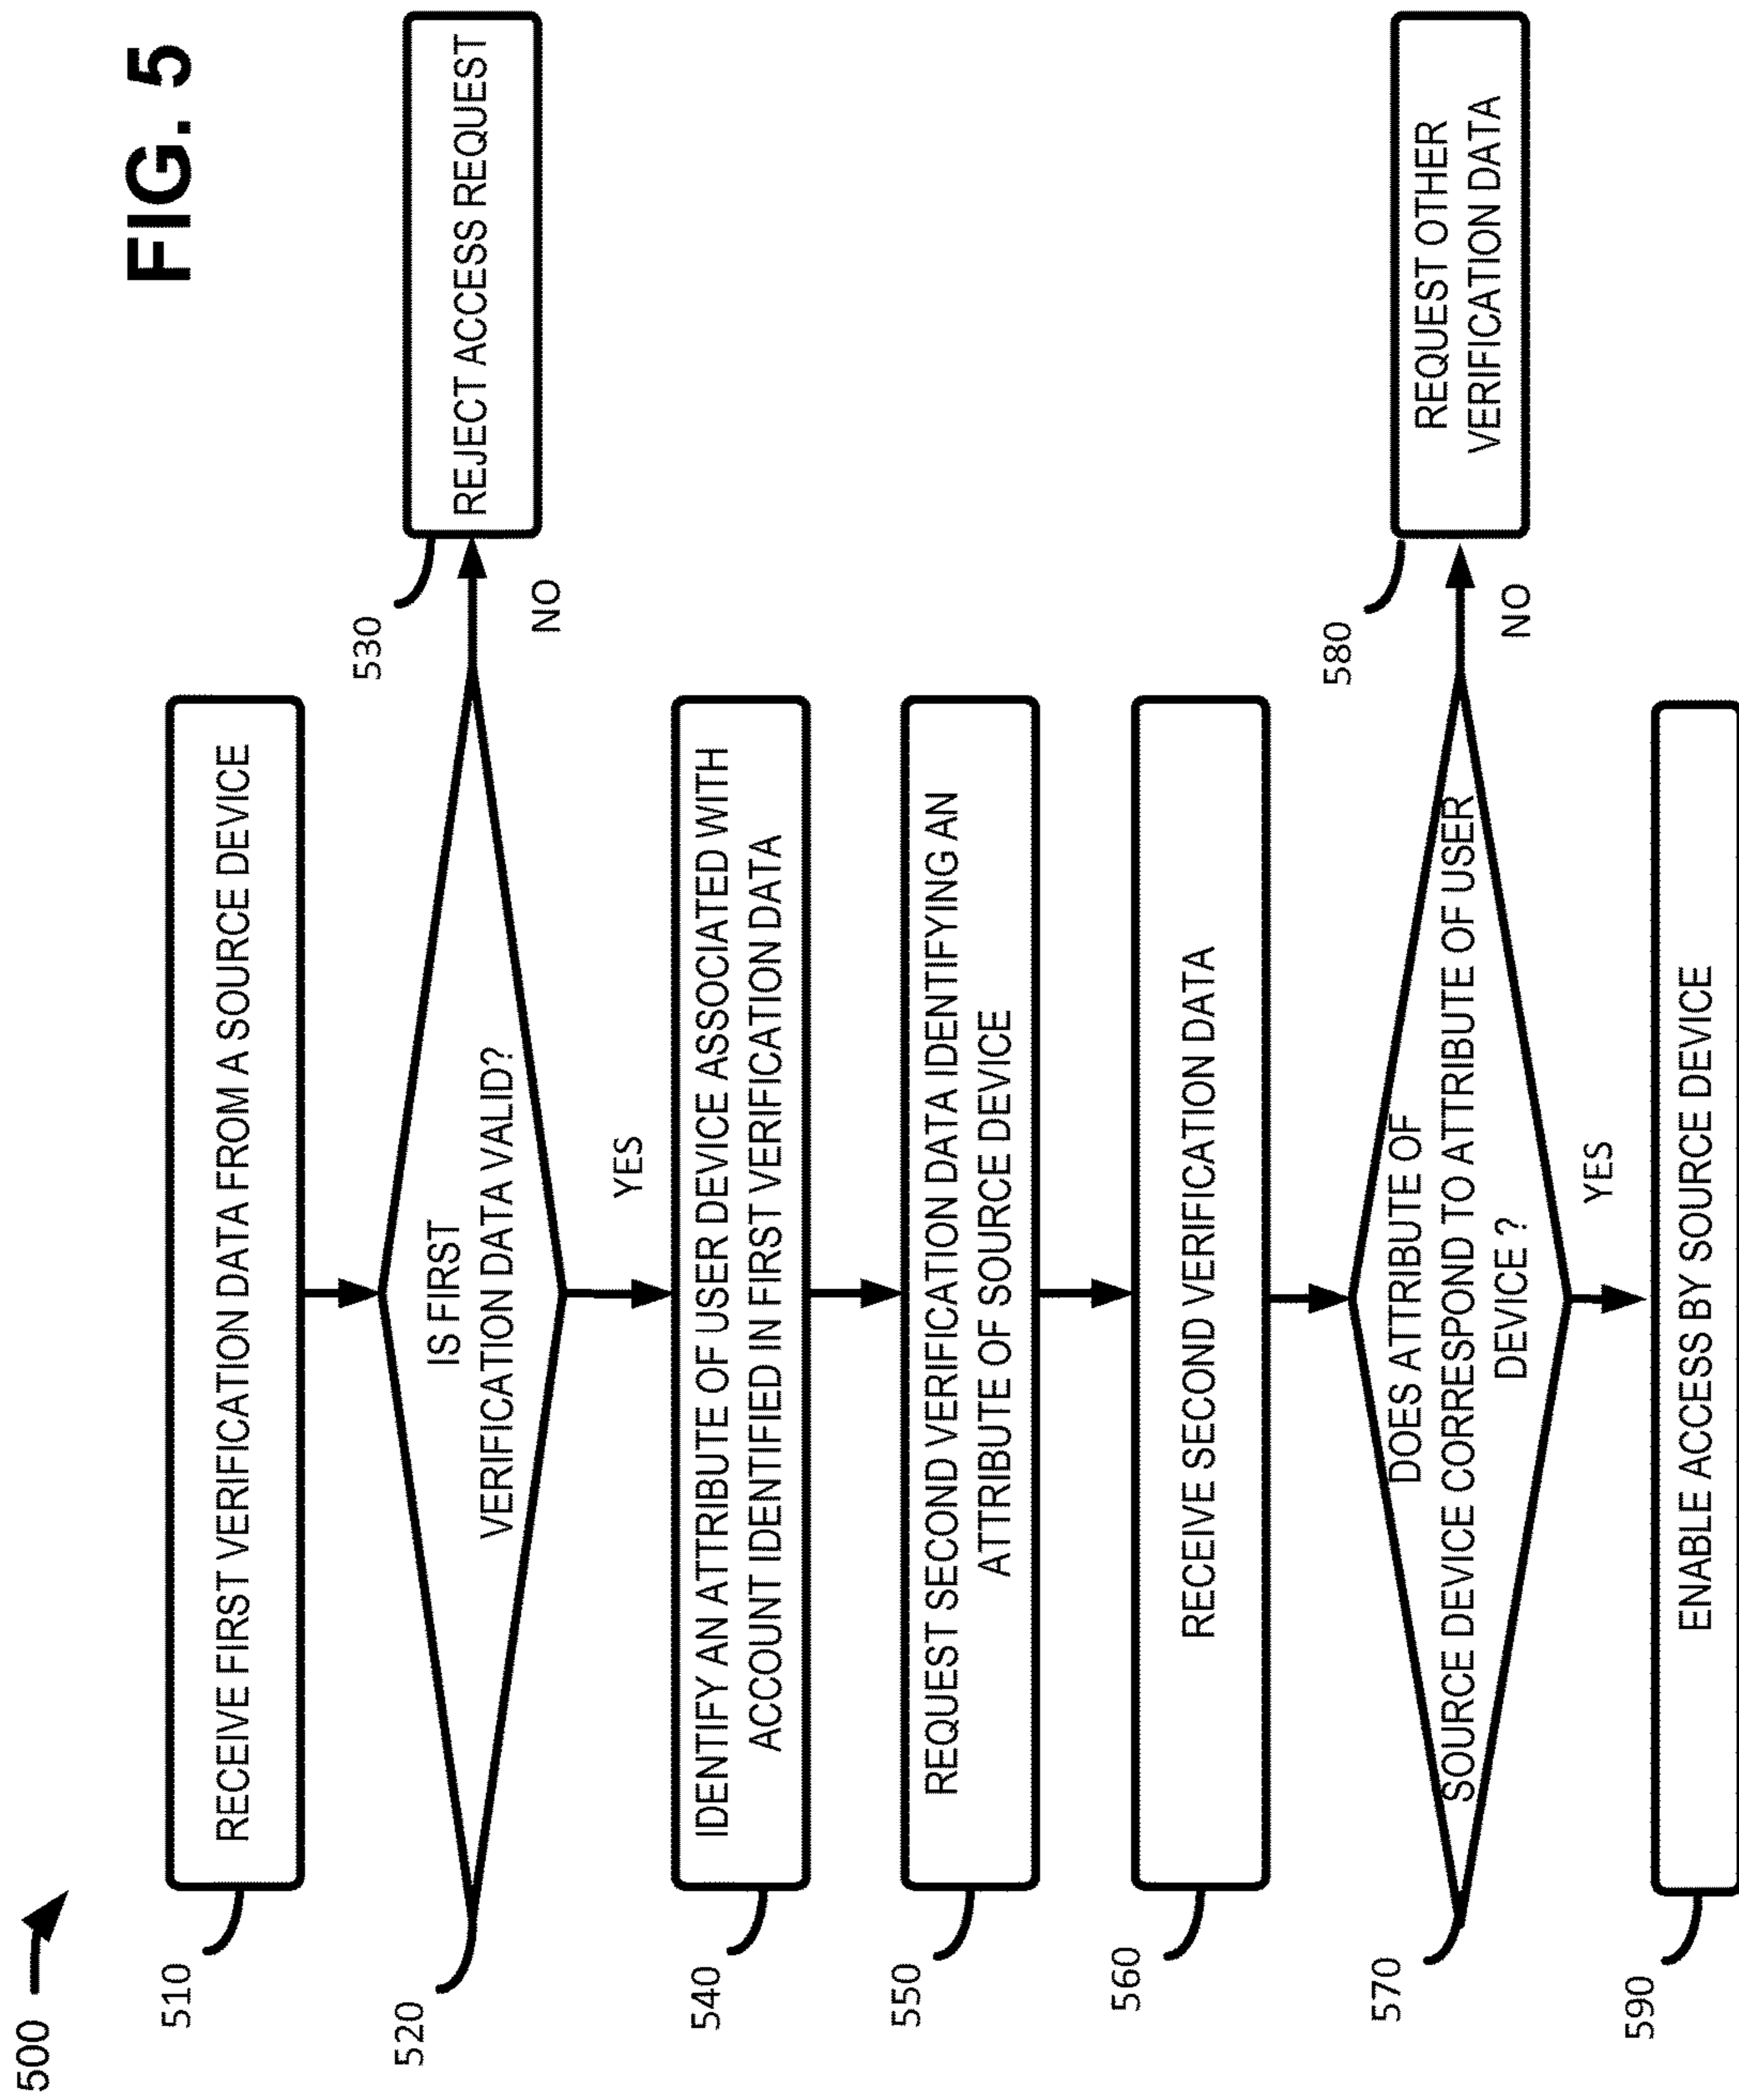 FIG. 5
500
510
RECEIVE FIRST VERIFICATION DATA FROM A SOURCE DEVICE
520
IS FIRST
VERIFICATION DATA VALID?
NO
530
REJECT ACCESS REQUEST
YES
540
IDENTIFY AN ATTRIBUTE OF USER DEVICE ASSOCIATED WITH
ACCOUNT IDENTIFIED IN FIRST VERIFICATION DATA
550
REQUEST SECOND VERIFICATION DATA IDENTIFYING AN
ATTRIBUTE OF SOURCE DEVICE
560
RECEIVE SECOND VERIFICATION DATA
570
DOES ATTRIBUTE OF
SOURCE DEVICE CORRESPOND TO ATTRIBUTE OF USER
DEVICE ?
NO
580
REQUEST OTHER
VERIFICATION DATA
YES
590
ENABLE ACCESS BY SOURCE DEVICE